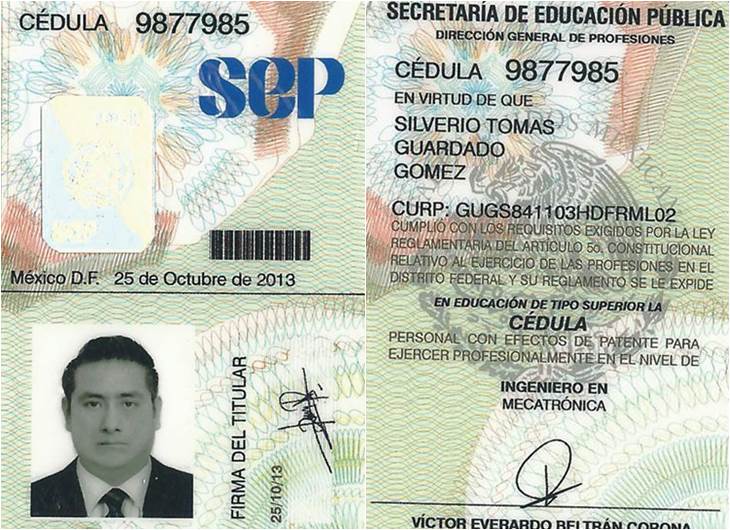 CÉDULA 9877985
SEP
México D.F. 25 de Octubre de 2013
FIRMA DEL TITULAR
25/10/13
SECRETARÍA DE EDUCACIÓN PÚBLICA
DIRECCIÓN GENERAL DE PROFESIONES
CÉDULA 9877985
EN VIRTUD DE QUE
SILVERIO TOMAS
GUARDADO
GOMEZ
CURP: GUGS841103HDFRML02
CUMPLIÓ CON LOS REQUISITOS EXIGIDOS POR LA LEY
REGLAMENTARIA DEL ARTÍCULO 5o. CONSTITUCIONAL
RELATIVO AL EJERCICIO DE LAS PROFESIONES EN EL
DISTRITO FEDERAL Y SU REGLAMENTO SE LE EXPIDE
EN EDUCACIÓN DE TIPO SUPERIOR LA
CÉDULA
PERSONAL CON EFECTOS DE PATENTE PARA
EJERCER PROFESIONALMENTE EN EL NIVEL DE
INGENIERO EN
MECATRÓNICA
VÍCTOR EVERARDO BELTRÁN CORONA